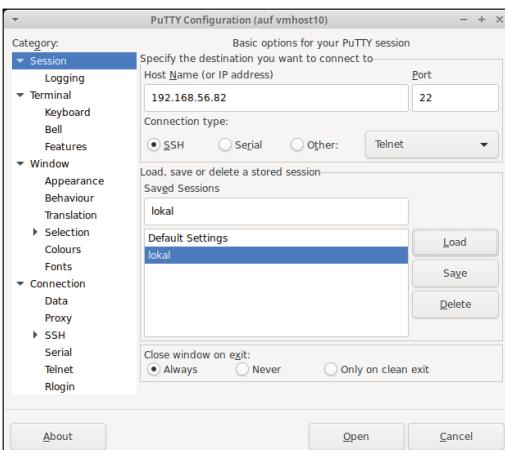 PuTTY Configuration (auf vmhost10)
Category:
Session
Logging
Terminal
Keyboard
Bell
Features
Window
Appearance
Behaviour
Translation
Selection
Colours
Fonts
Connection
Data
Proxy
SSH
Serial
Telnet
Rlogin
Basic options for your PuTTY session
Specify the destination you want to connect to
Host Name (or IP address) Port
192.168.56.82 22
Connection type:
SSH Serial Other: Telnet
Load, save or delete a stored session
Saved Sessions
lokal
Default Settings
lokal
Load
Save
Delete
Close window on exit:
Always Never Only on clean exit
About Open Cancel